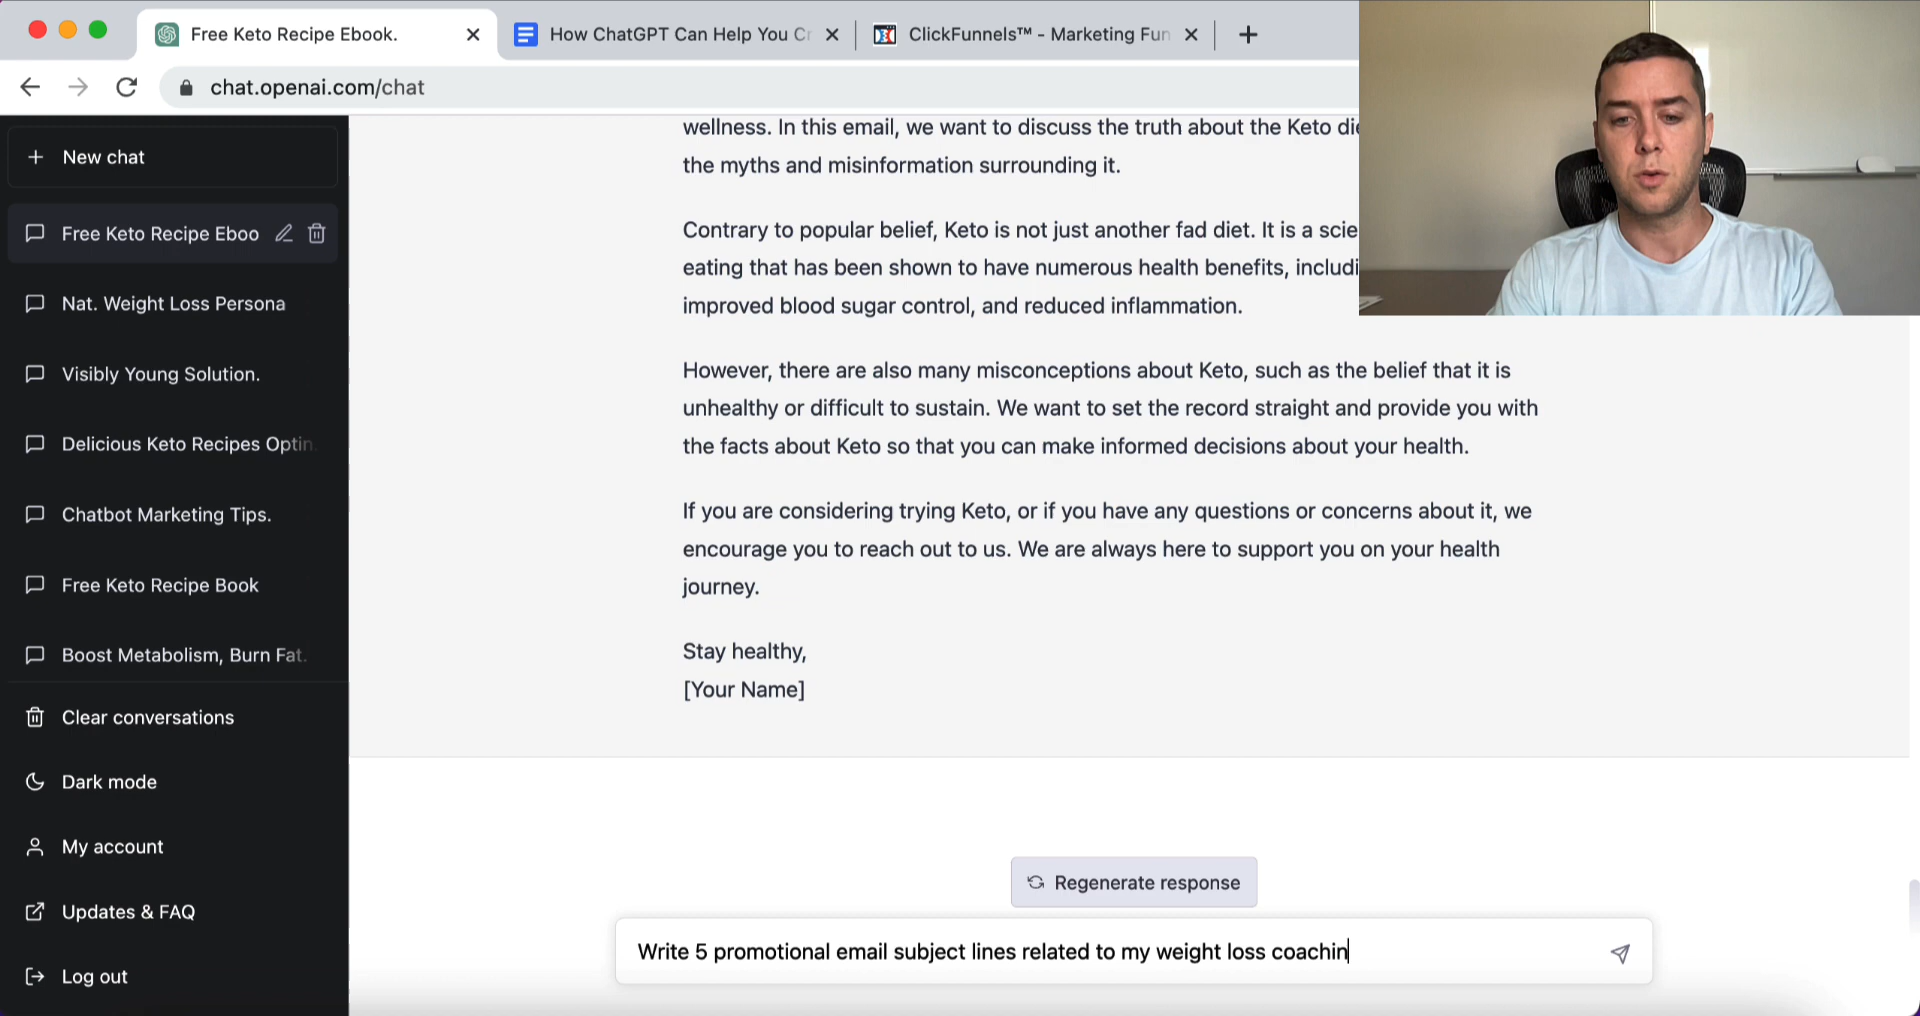 Free Keto Recipe Ebook.
How ChatGPT Can Help You Cr
ClickFunnels™ - Marketing Fun
chat.openai.com/chat
New chat
Free Keto Recipe Eboo
Nat. Weight Loss Persona
Visibly Young Solution.
Delicious Keto Recipes Optin.
Chatbot Marketing Tips.
Free Keto Recipe Book
Boost Metabolism, Burn Fat.
Clear conversations
Dark mode
My account
Updates & FAQ
Log out
wellness. In this email, we want to discuss the truth about the Keto die
the myths and misinformation surrounding it.
Contrary to popular belief, Keto is not just another fad diet. It is a scie
eating that has been shown to have numerous health benefits, includi
improved blood sugar control, and reduced inflammation.
However, there are also many misconceptions about Keto, such as the belief that it is
unhealthy or difficult to sustain. We want to set the record straight and provide you with
the facts about Keto so that you can make informed decisions about your health.
If you are considering trying Keto, or if you have any questions or concerns about it, we
encourage you to reach out to us. We are always here to support you on your health
journey.
Stay healthy,
[Your Name]
Regenerate response
Write 5 promotional email subject lines related to my weight loss coachin